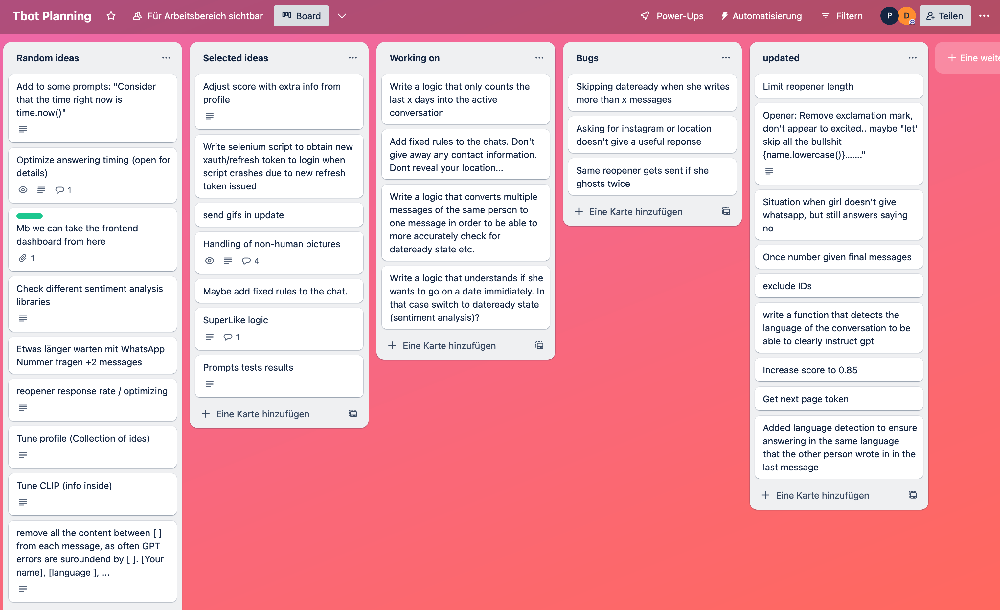 Tbot Planning
Für Arbeitsbereich sichtbar
Board
Power-Ups
Automatisierung
Filtern
P
D
Teilen
Random ideas
Add to some prompts: "Consider
that the time right now is
time.now()"
Optimize answering timing (open for
details)
1
Mb we can take the frontend
dashboard from here
1
Check different sentiment analysis
libraries
Etwas länger warten mit WhatsApp
Nummer fragen +2 messages
reopener response rate / optimizing
Tune profile (Collection of ides)
Tune CLIP (info inside)
remove all the content between [ ]
from each message, as often GPT
errors are suroundend by [ ]. [Your
name], [language ], ...
Selected ideas
Adjust score with extra info from
profile
Write selenium script to obtain new
xauth/refresh token to login when
script crashes due to new refresh
token issued
send gifs in update
Handling of non-human pictures
4
Maybe add fixed rules to the chat.
SuperLike logic
1
Prompts tests results
Eine Karte hinzufügen
Working on
Write a logic that only counts the
last x days into the active
conversation
Add fixed rules to the chats. Don't
give away any contact information.
Dont reveal your location...
Write a logic that converts multiple
messages of the same person to
one message in order to be able to
more accurately check for
dateready state etc.
Write a logic that understands if she
wants to go on a date immidiately. In
that case switch to dateready state
(sentiment analysis)?
Eine Karte hinzufügen
Bugs
Skipping dateready when she writes
more than x messages
Asking for instagram or location
doesn't give a useful reponse
Same reopener gets sent if she
ghosts twice
Eine Karte hinzufügen
updated
Limit reopener length
Opener: Remove exclamation mark,
don’t appear to excited.. maybe "let'
skip all the bullshit
{name.lowercase()}......."
Situation when girl doesn't give
whatsapp, but still answers saying
no
Once number given final messages
exclude IDs
write a function that detects the
language of the conversation to be
able to clearly instruct gpt
Increase score to 0.85
Get next page token
Added language detection to ensure
answering in the same language
that the other person wrote in in the
last message
Eine Karte hinzufügen
Eine weite